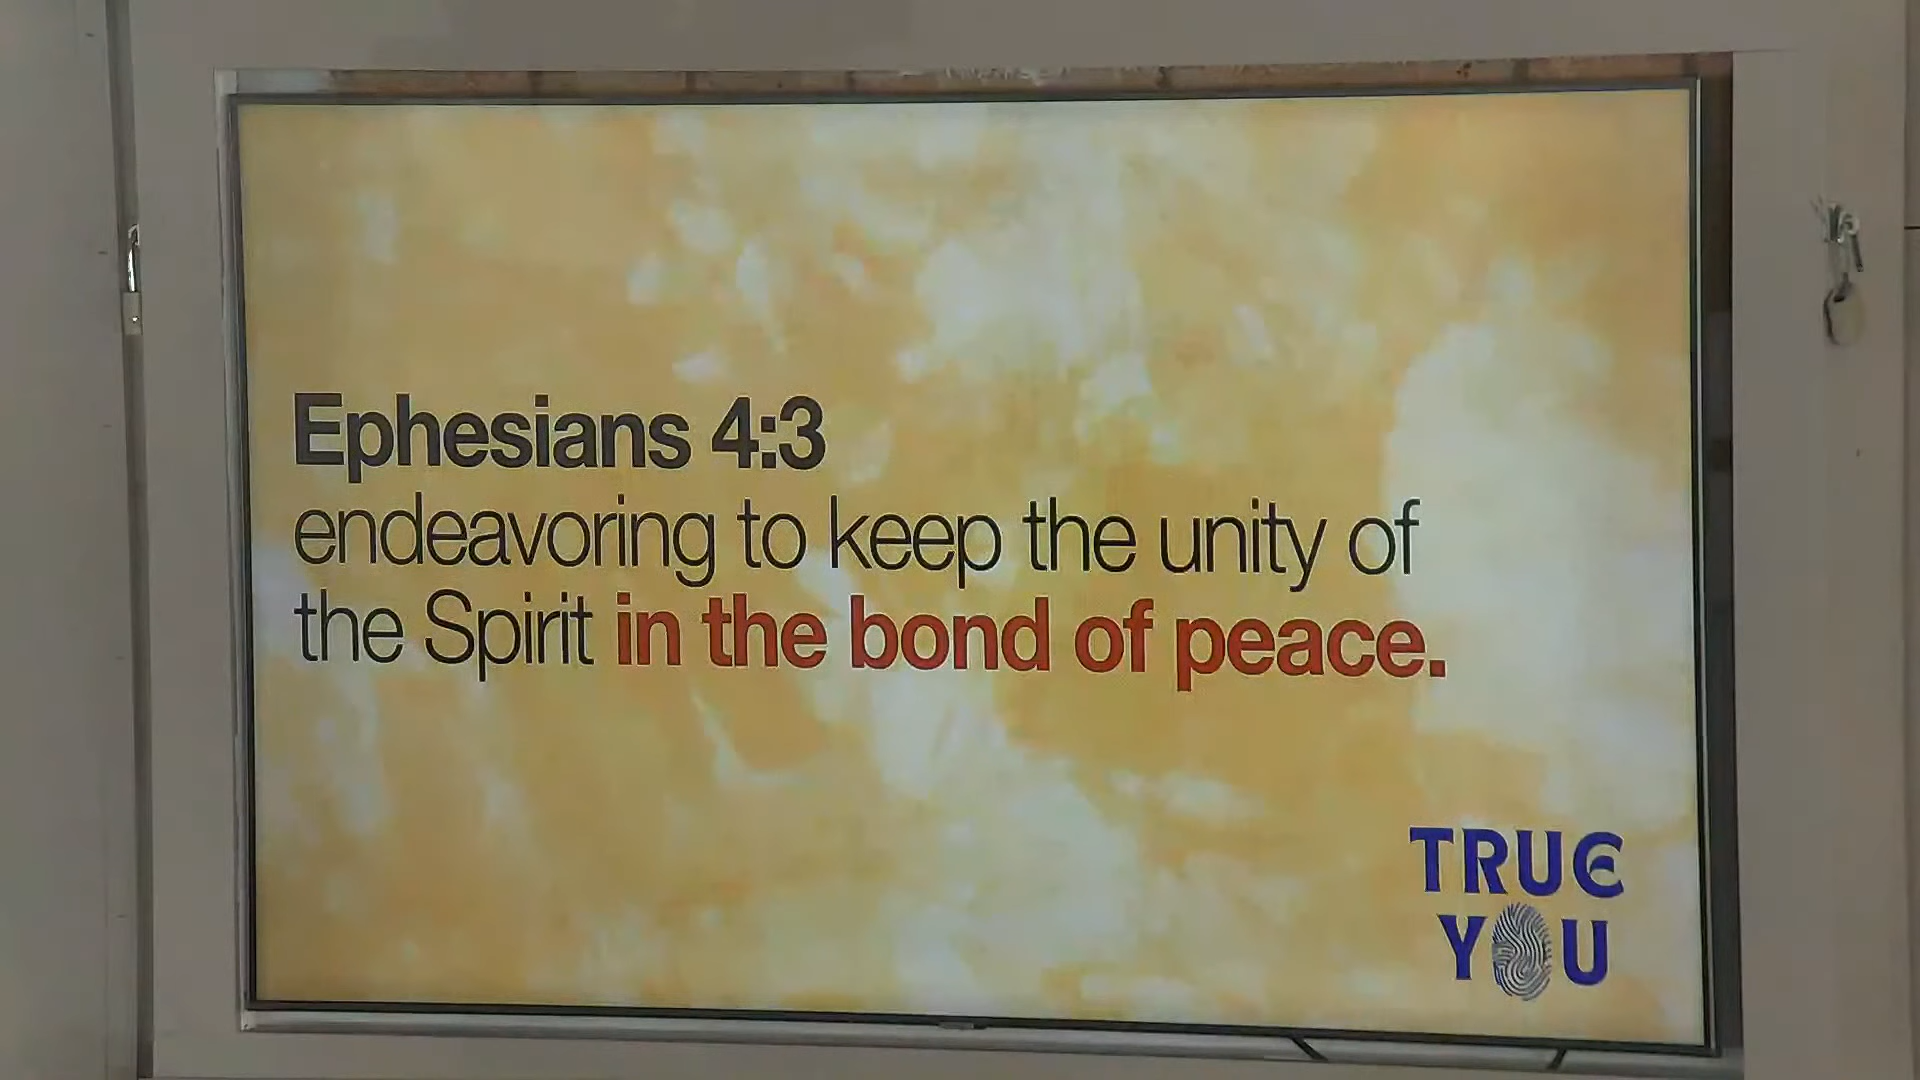 Ephesians 4:3
endeavoring to keep the unity of
the Spirit in the bond of peace.
TRUE
YOU